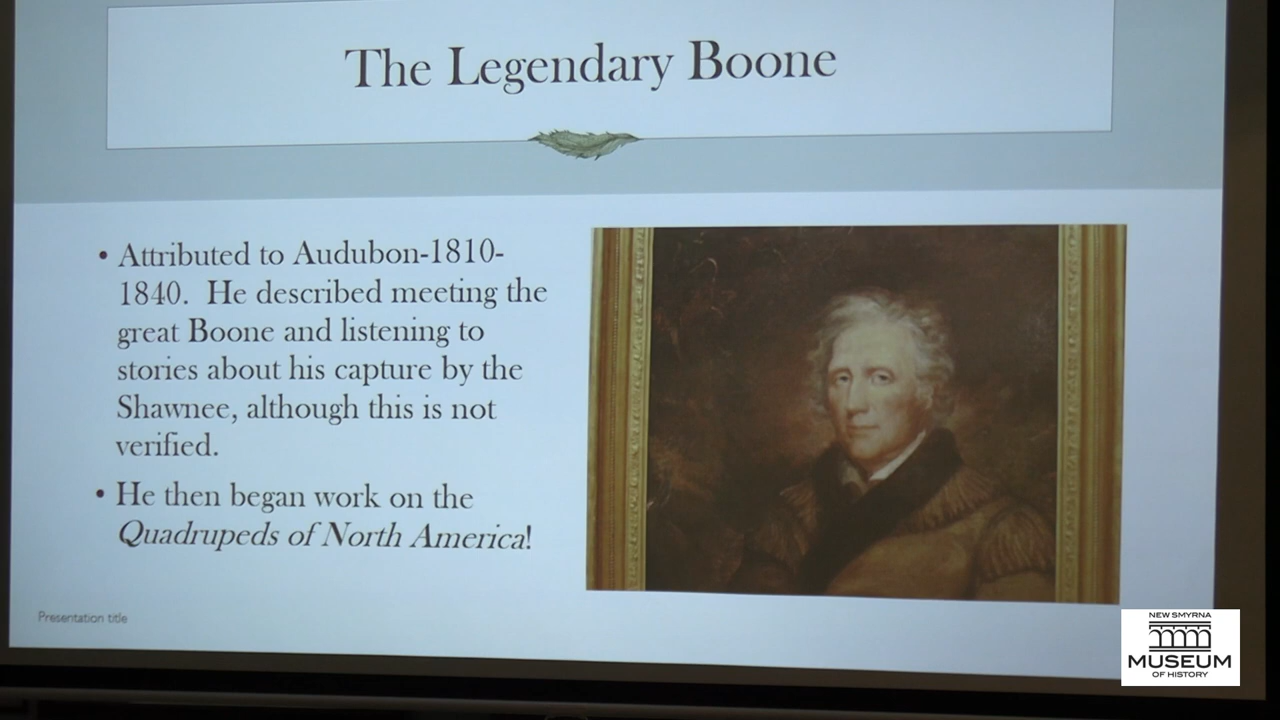 The Legendary Boone
• Attributed to Audubon-1810-
1840. He described meeting the
great Boone and listening to
stories about his capture by the
Shawnee, although this is not
verified.
• He then began work on the
Quadrupeds of North America!
Presentation title
NEW SMYRNA
MUSEUM
OF HISTORY